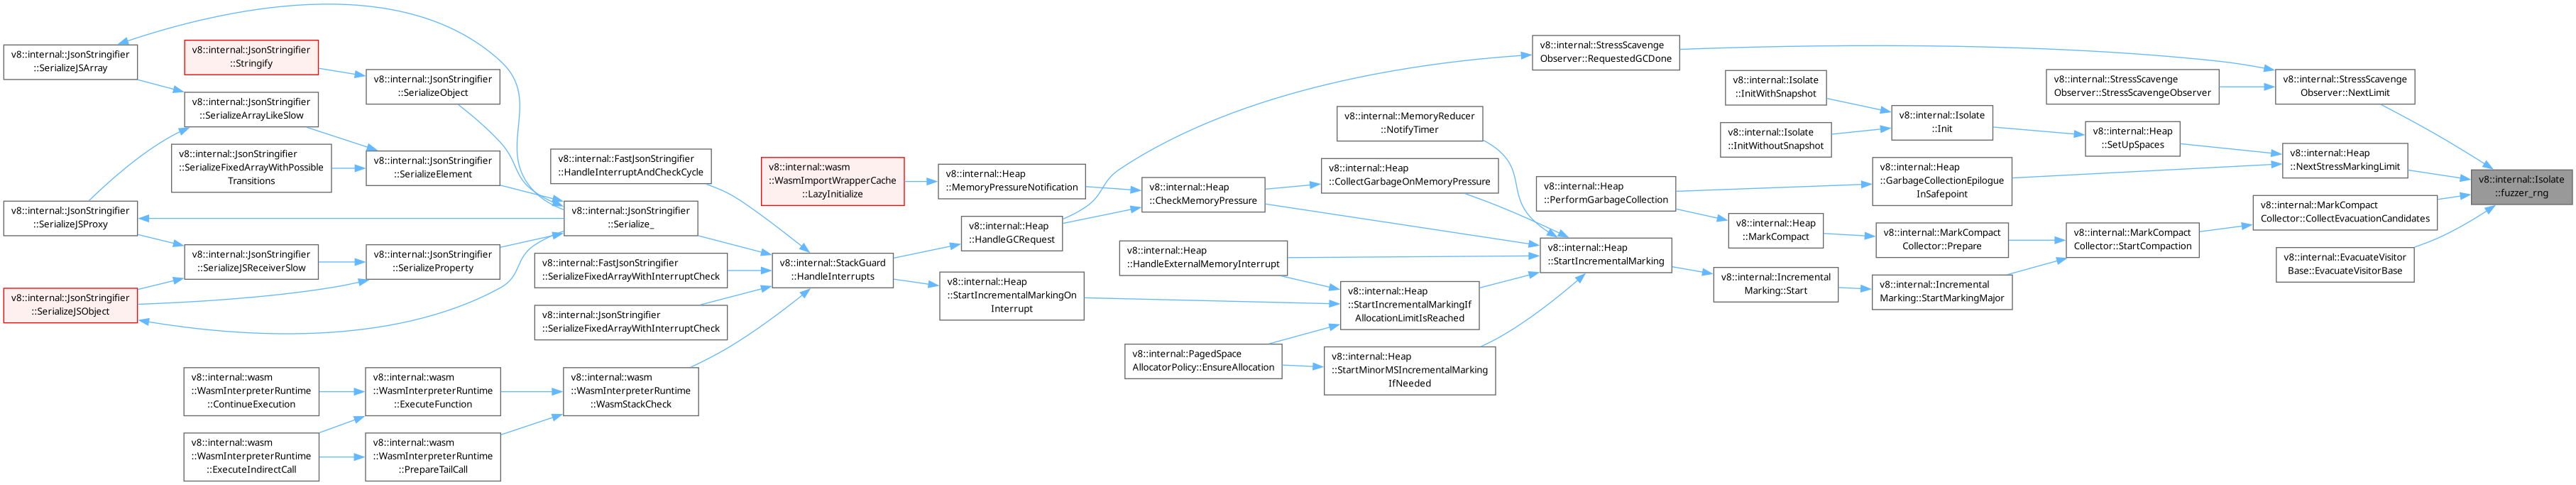 v8::internal::JsonStringifier
::SerializeJSArray
v8::internal::JsonStringifier
::Stringify
v8::internal::JsonStringifier
::SerializeObject
v8::internal::JsonStringifier
::SerializeArrayLikeSlow
v8::internal::JsonStringifier
::SerializeFixedArrayWithPossible
Transitions
v8::internal::JsonStringifier
::SerializeElement
v8::internal::JsonStringifier
::SerializeJSProxy
v8::internal::JsonStringifier
::SerializeJSReceiverSlow
v8::internal::JsonStringifier
::SerializeProperty
v8::internal::JsonStringifier
::SerializeJSObject
v8::internal::wasm
::WasmInterpreterRuntime
::ContinueExecution
v8::internal::wasm
::WasmInterpreterRuntime
::ExecuteFunction
v8::internal::wasm
::WasmInterpreterRuntime
::ExecuteIndirectCall
v8::internal::wasm
::WasmInterpreterRuntime
::PrepareTailCall
v8::internal::FastJsonStringifier
::HandleInterruptAndCheckCycle
v8::internal::JsonStringifier
::Serialize_
v8::internal::FastJsonStringifier
::SerializeFixedArrayWithInterruptCheck
v8::internal::JsonStringifier
::SerializeFixedArrayWithInterruptCheck
v8::internal::wasm
::WasmInterpreterRuntime
::WasmStackCheck
v8::internal::wasm
::WasmImportWrapperCache
::LazyInitialize
v8::internal::StackGuard
::HandleInterrupts
v8::internal::Heap
::MemoryPressureNotification
v8::internal::Heap
::HandleGCRequest
v8::internal::Heap
::StartIncrementalMarkingOn
Interrupt
v8::internal::Heap
::CheckMemoryPressure
v8::internal::Heap
::HandleExternalMemoryInterrupt
v8::internal::PagedSpace
AllocatorPolicy::EnsureAllocation
v8::internal::MemoryReducer
::NotifyTimer
v8::internal::Heap
::CollectGarbageOnMemoryPressure
v8::internal::Heap
::StartIncrementalMarkingIf
AllocationLimitIsReached
v8::internal::Heap
::StartMinorMSIncrementalMarking
IfNeeded
v8::internal::StressScavenge
Observer::RequestedGCDone
v8::internal::Heap
::PerformGarbageCollection
v8::internal::Heap
::StartIncrementalMarking
v8::internal::Isolate
::InitWithSnapshot
v8::internal::Isolate
::InitWithoutSnapshot
v8::internal::Heap
::MarkCompact
v8::internal::Incremental
Marking::Start
v8::internal::Isolate
::Init
v8::internal::Heap
::GarbageCollectionEpilogue
InSafepoint
v8::internal::MarkCompact
Collector::Prepare
v8::internal::Incremental
Marking::StartMarkingMajor
v8::internal::StressScavenge
Observer::StressScavengeObserver
v8::internal::Heap
::SetUpSpaces
v8::internal::MarkCompact
Collector::StartCompaction
v8::internal::StressScavenge
Observer::NextLimit
v8::internal::Heap
::NextStressMarkingLimit
v8::internal::MarkCompact
Collector::CollectEvacuationCandidates
v8::internal::EvacuateVisitor
Base::EvacuateVisitorBase
v8::internal::Isolate
::fuzzer_rng